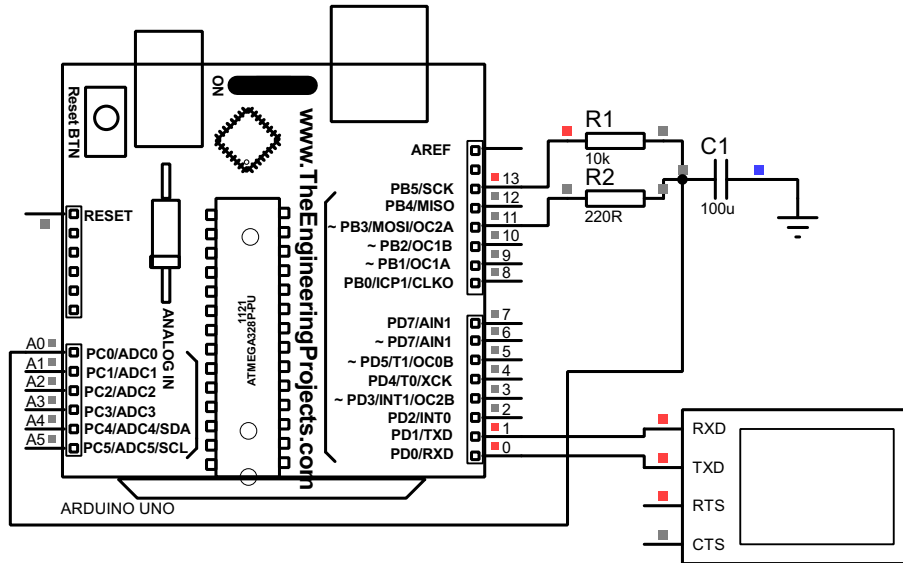 Reset BTN
ON
www.TheEngineeringProjects.com
RESET
ANALOG IN
1121
ATMEGA328P-PU
AREF
PB5/SCK 13
PB4/MISO 12
~ PB3/MOSI/OC2A 11
~ PB2/OC1B 10
~ PB1/OC1A 9
PB0/ICP1/CLKO 8
PD7/AIN1 7
~ PD7/AIN1 6
~ PD5/T1/OC0B 5
PD4/T0/XCK 4
~ PD3/INT1/OC2B 3
PD2/INT0 2
PD1/TXD 1
PD0/RXD 0
A0 PC0/ADC0
A1 PC1/ADC1
A2 PC2/ADC2
A3 PC3/ADC3
A4 PC4/ADC4/SDA
A5 PC5/ADC5/SCL
ARDUINO UNO
R1
10k
R2
220R
C1
100u
RXD
TXD
RTS
CTS